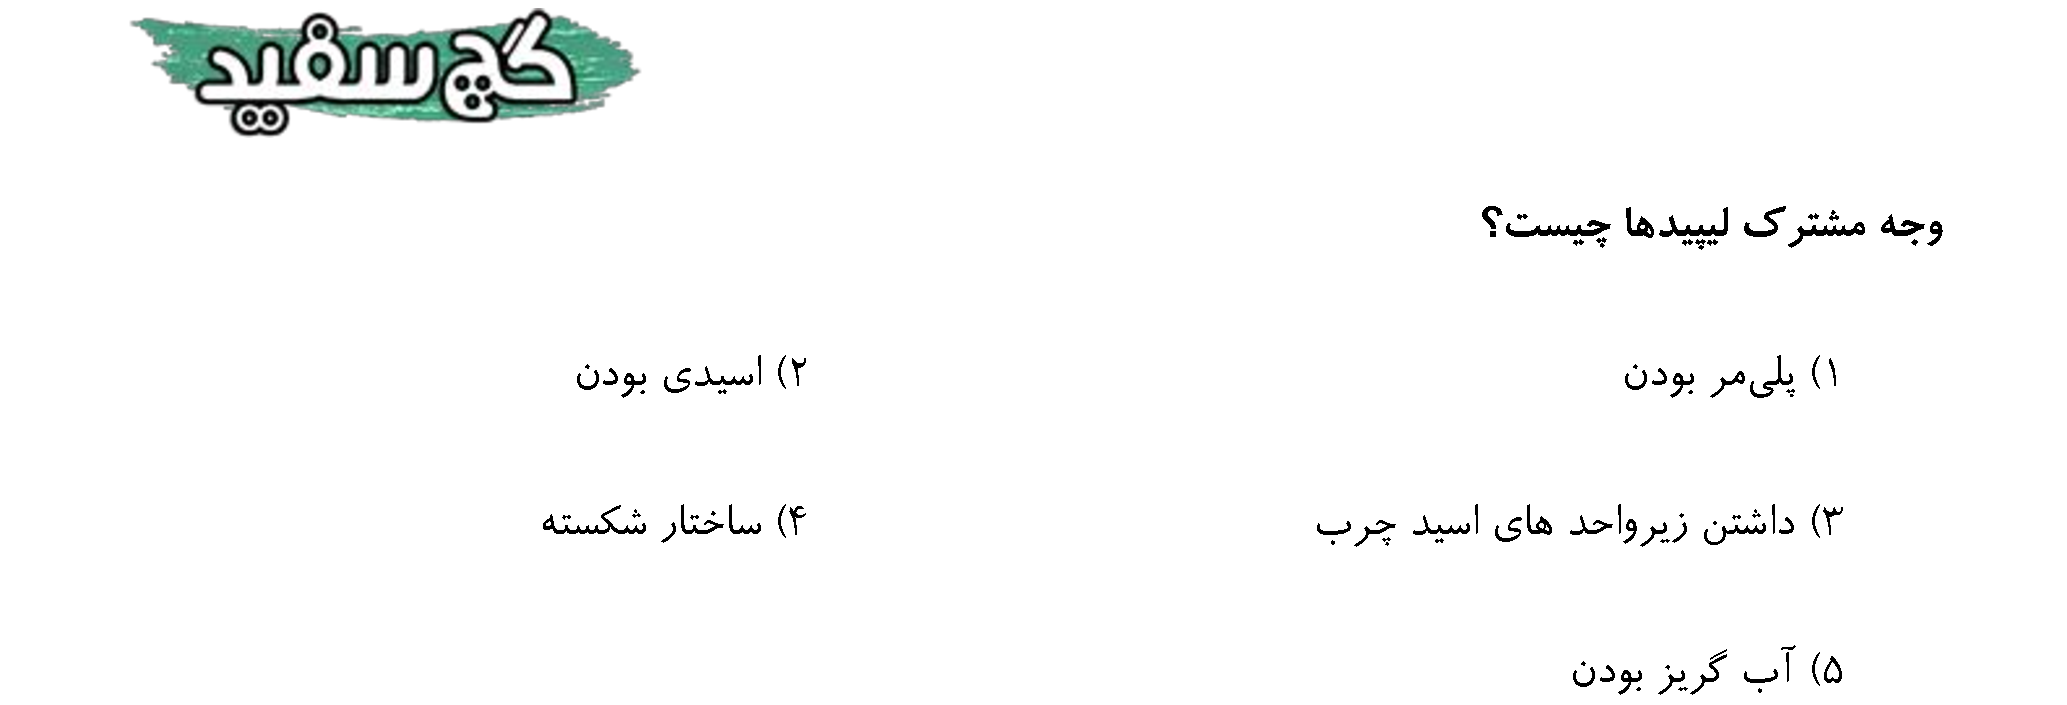 گچ سفید
وجه مشترک لیپیدها چیست؟
۱) پلی‌مر بودن
۲) اسیدی بودن
۳) داشتن زیرواحد های اسید چرب
۴) ساختار شکسته
۵) آب گریز بودن